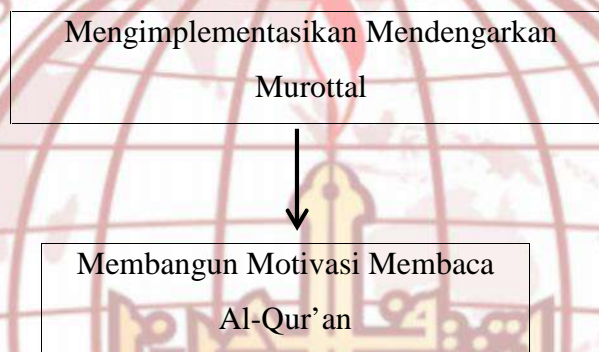 Mengimplementasikan Mendengarkan
Murottal
Membangun Motivasi Membaca
Al-Qur’an